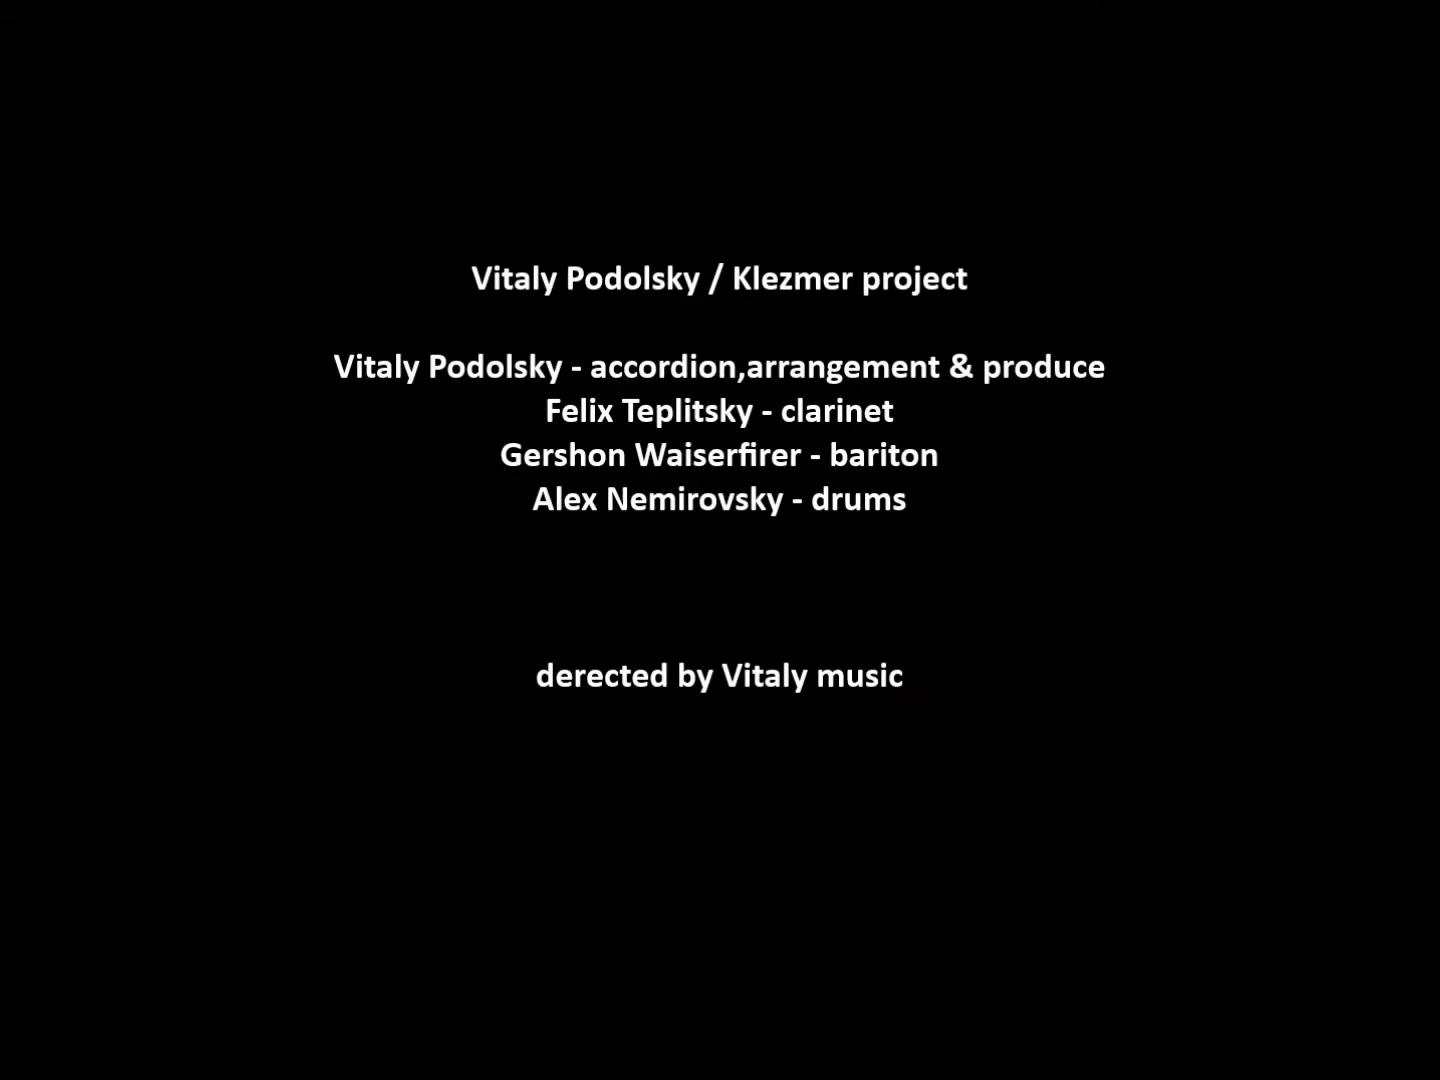 Vitaly Podolsky / Klezmer project
Vitaly Podolsky - accordion,arrangement & produce
Felix Teplitsky - clarinet
Gershon Waiserfirer - bariton
Alex Nemirovsky - drums
derected by Vitaly music